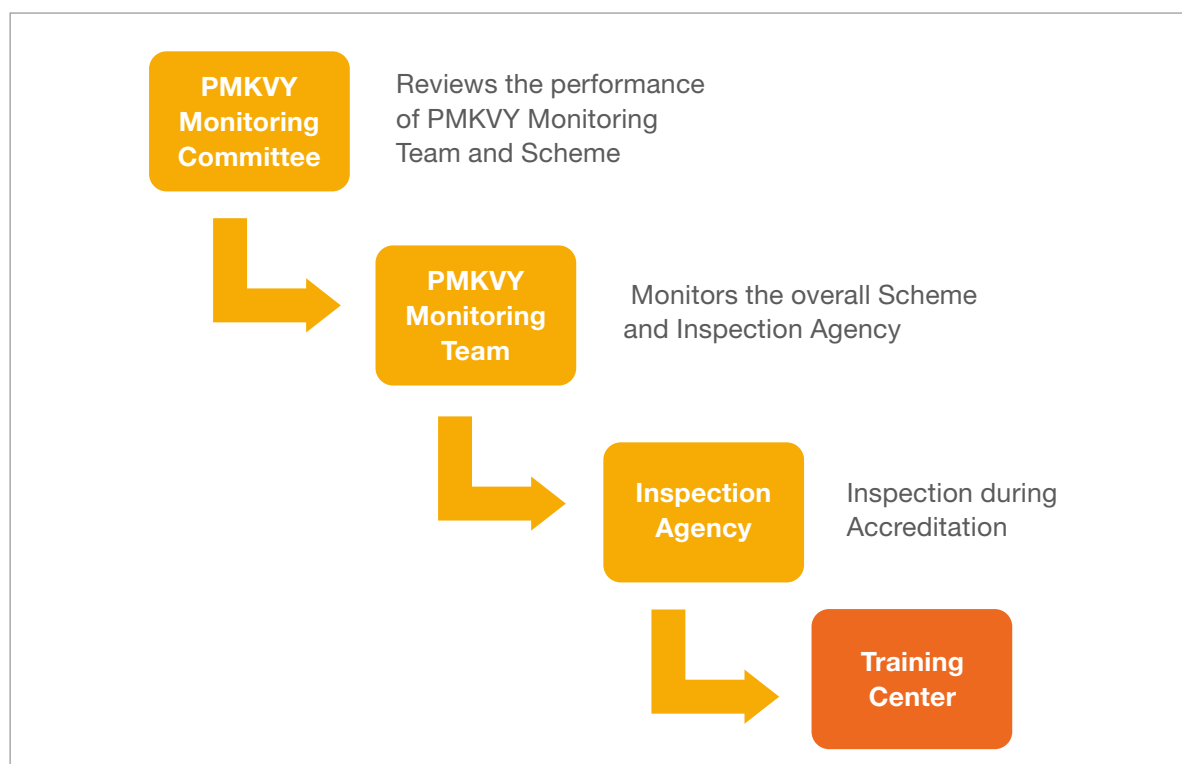 PMKVY
Monitoring
Committee
Reviews the performance
of PMKVY Monitoring
Team and Scheme
PMKVY
Monitoring
Team
Monitors the overall Scheme
and Inspection Agency
Inspection
Agency
Inspection during
Accreditation
Training
Center